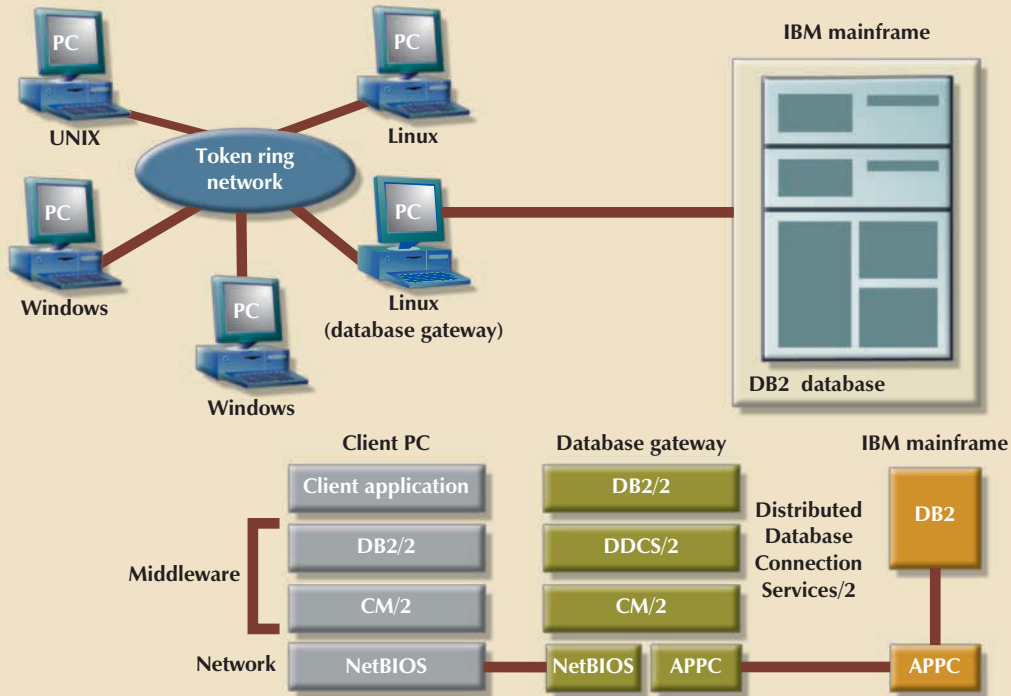 PC
UNIX
PC
Linux
IBM mainframe
Token ring
network
PC
Windows
PC
Windows
PC
Linux
(database gateway)
DB2 database
Client PC
Database gateway
IBM mainframe
Middleware
Client application
DB2/2
CM/2
Network
NetBIOS
DB2/2
DDCS/2
CM/2
NetBIOS
APPC
Distributed
Database
Connection
Services/2
DB2
APPC